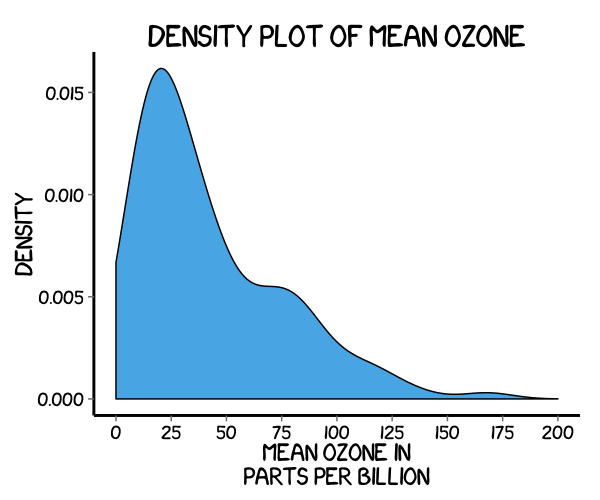 DENSITY PLOT OF MEAN OZONE
DENSITY
0.015
0.010
0.005
0.000
0 25 50 75 100 125 150 175 200
MEAN OZONE IN
PARTS PER BILLION